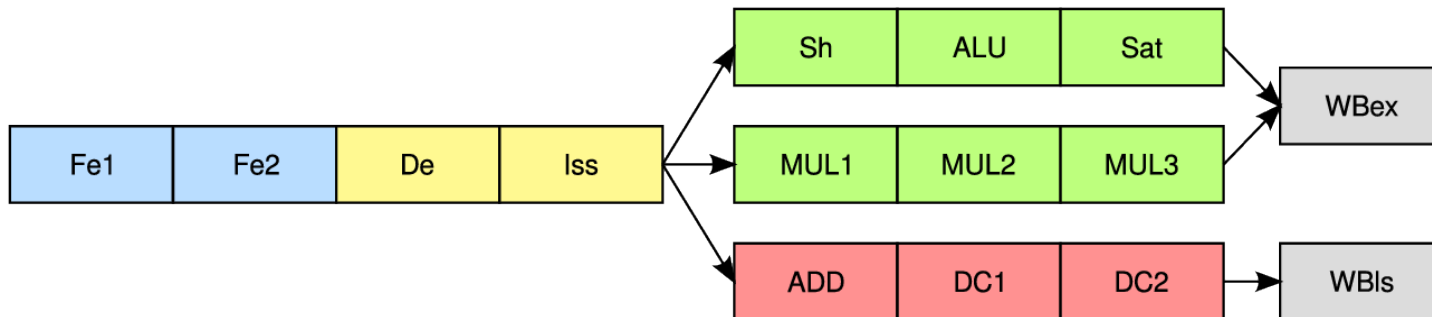 Sh ALU Sat
WBex
Fe1 Fe2 De Iss MUL1 MUL2 MUL3
ADD DC1 DC2 WBls